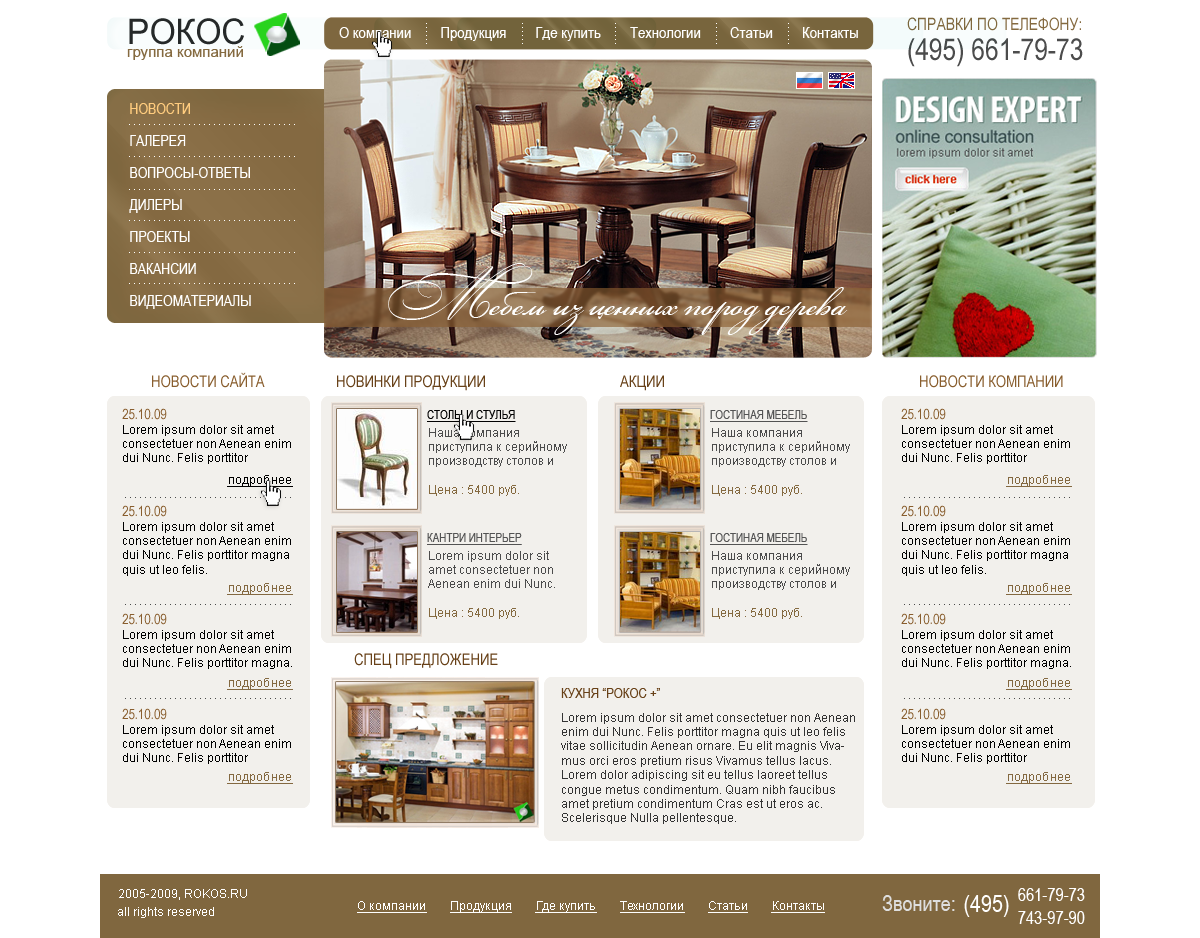 РОКОС
группа компаний
О компании
Продукция
Где купить
Технологии
Статьи
Контакты
СПРАВКИ ПО ТЕЛЕФОНУ:
(495) 661-79-73
НОВОСТИ
ГАЛЕРЕЯ
ВОПРОСЫ-ОТВЕТЫ
ДИЛЕРЫ
ПРОЕКТЫ
ВАКАНСИИ
ВИДЕОМАТЕРИАЛЫ
Мебель из ценных пород дерева
DESIGN EXPERT
online consultation
lorem ipsum dolor sit amet
click here
НОВОСТИ САЙТА
25.10.09
Lorem ipsum dolor sit amet
consectetuer non Aenean enim
dui Nunc. Felis porttitor
подробнее
25.10.09
Lorem ipsum dolor sit amet
consectetuer non Aenean enim
dui Nunc. Felis porttitor magna
quis ut leo felis.
подробнее
25.10.09
Lorem ipsum dolor sit amet
consectetuer non Aenean enim
dui Nunc. Felis porttitor magna.
подробнее
25.10.09
Lorem ipsum dolor sit amet
consectetuer non Aenean enim
dui Nunc. Felis porttitor
подробнее
НОВИНКИ ПРОДУКЦИИ
СТОЛЫ И СТУЛЬЯ
Наша компания
приступила к серийному
производству столов и
Цена : 5400 руб.
КАНТРИ ИНТЕРЬЕР
Lorem ipsum dolor sit
amet consectetuer non
Aenean enim dui Nunc.
Цена : 5400 руб.
АКЦИИ
ГОСТИНАЯ МЕБЕЛЬ
Наша компания
приступила к серийному
производству столов и
Цена : 5400 руб.
ГОСТИНАЯ МЕБЕЛЬ
Наша компания
приступила к серийному
производству столов и
Цена : 5400 руб.
СПЕЦ ПРЕДЛОЖЕНИЕ
КУХНЯ “РОКОС +”
Lorem ipsum dolor sit amet consectetuer non Aenean
enim dui Nunc. Felis porttitor magna quis ut leo felis
vitae sollicitudin Aenean ornare. Eu elit magnis Viva-
mus orci eros pretium risus Vivamus tellus lacus.
Lorem dolor adipiscing sit eu tellus laoreet tellus
congue metus condimentum. Quam nibh faucibus
amet pretium condimentum Cras est ut eros ac.
Scelerisque Nulla pellentesque.
НОВОСТИ КОМПАНИИ
25.10.09
Lorem ipsum dolor sit amet
consectetuer non Aenean enim
dui Nunc. Felis porttitor
подробнее
25.10.09
Lorem ipsum dolor sit amet
consectetuer non Aenean enim
dui Nunc. Felis porttitor magna
quis ut leo felis.
подробнее
25.10.09
Lorem ipsum dolor sit amet
consectetuer non Aenean enim
dui Nunc. Felis porttitor magna.
подробнее
25.10.09
Lorem ipsum dolor sit amet
consectetuer non Aenean enim
dui Nunc. Felis porttitor
подробнее
2005-2009, ROKOS.RU
all rights reserved
О компании
Продукция
Где купить
Технологии
Статьи
Контакты
Звоните: (495)
661-79-73
743-97-90